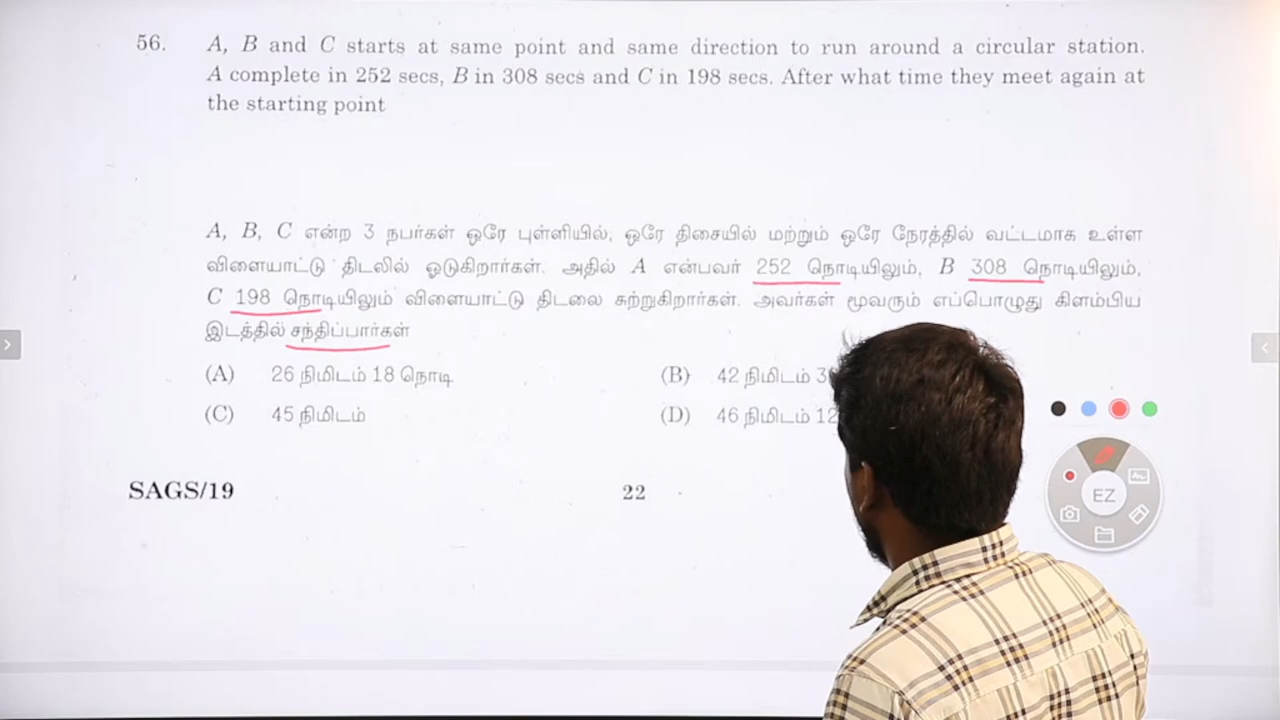 56. A, B and C starts at same point and same direction to run around a circular station.
A complete in 252 secs, B in 308 secs and C in 198 secs. After what time they meet again at
the starting point
A, B, C என்ற 3 நபர்கள் ஒரே புள்ளியில், ஒரே திசையில் மற்றும் ஒரே நேரத்தில் வட்டமாக உள்ள
விளையாட்டு திடலில் ஓடுகிறார்கள். அதில் A என்பவர் 252 நொடியிலும், B 308 நொடியிலும்,
C 198 நொடியிலும் விளையாட்டு திடலை சுற்றுகிறார்கள். அவர்கள் மூவரும் எப்பொழுது கிளம்பிய
இடத்தில் சந்திப்பார்கள்
(A) 26 நிமிடம் 18 நொடி (B) 42 நிமிடம்
(C) 45 நிமிடம் (D) 46 நிமிடம் 12
SAGS/19 22
EZ